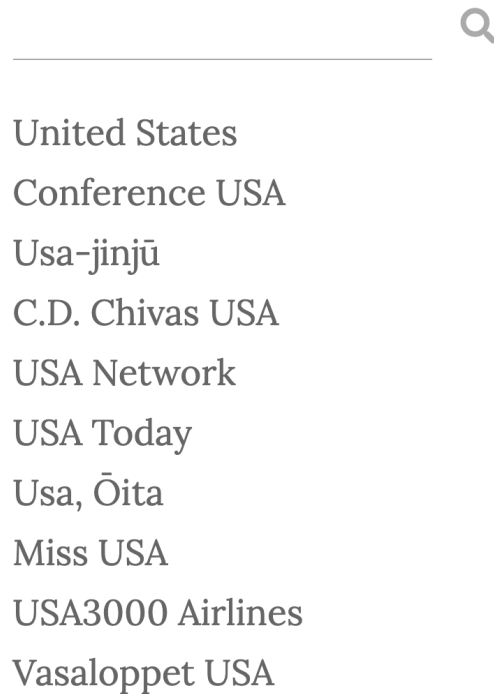 United States
Conference USA
Usa-jinjū
C.D. Chivas USA
USA Network
USA Today
Usa, Ōita
Miss USA
USA3000 Airlines
Vasaloppet USA